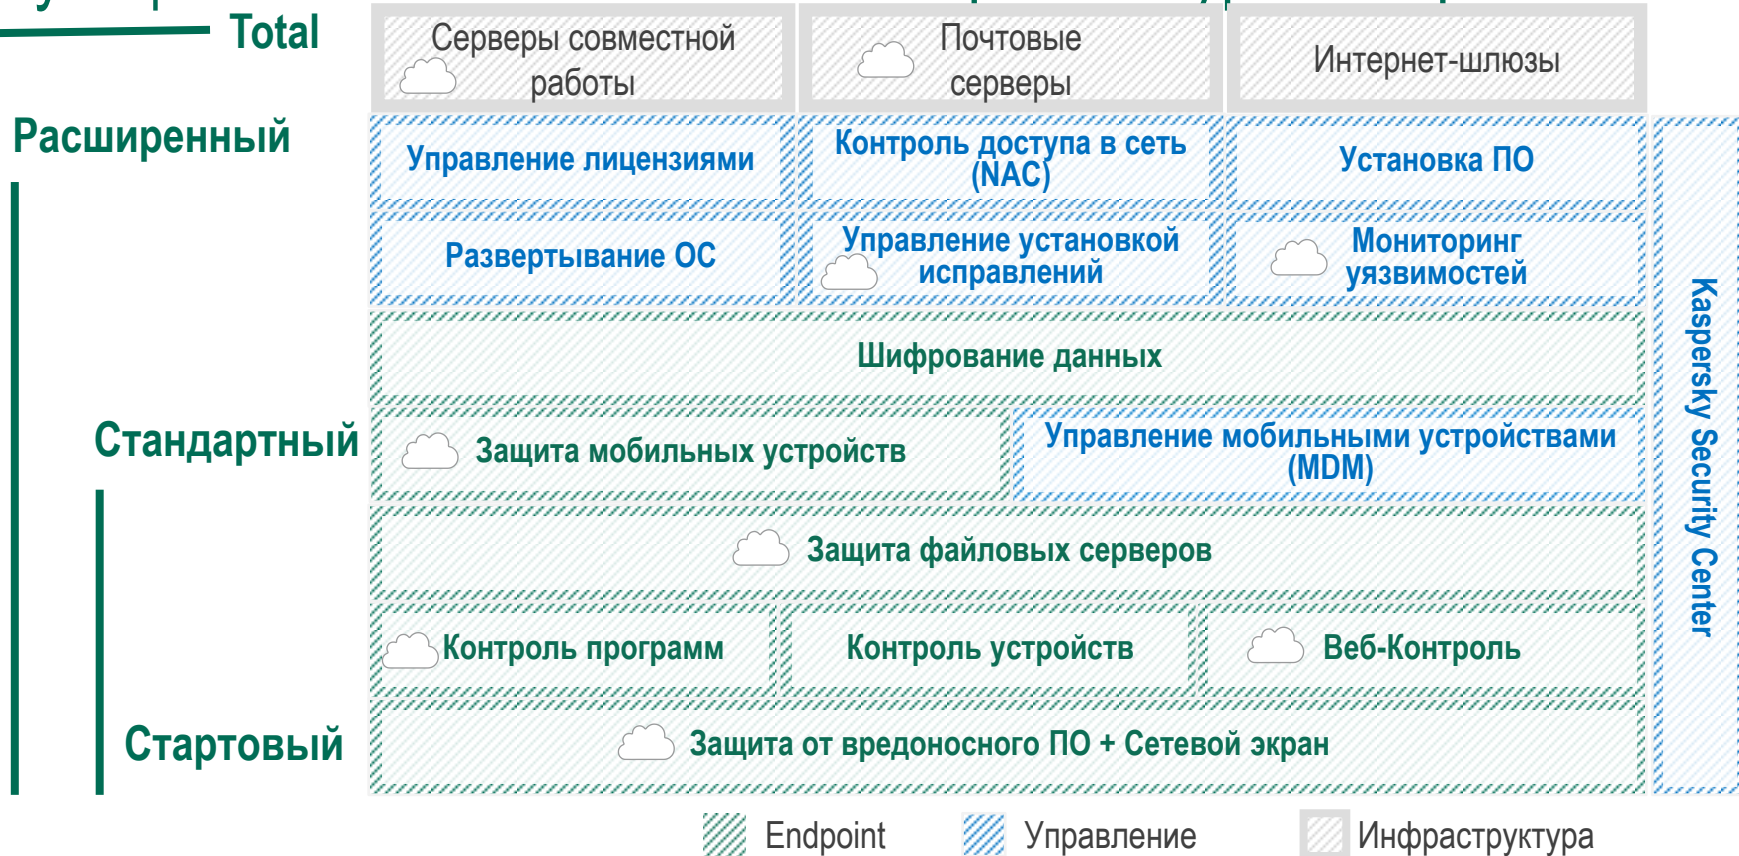 Total
Серверы совместной
работы
Почтовые
серверы
Интернет-шлюзы
Расширенный
Управление лицензиями
Контроль доступа в сеть
(NAC)
Установка ПО
Развертывание ОС
Управление установкой
исправлений
Мониторинг
уязвимостей
Шифрование данных
Стандартный
Защита мобильных устройств
Управление мобильными устройствами
(MDM)
Защита файловых серверов
Контроль программ
Контроль устройств
Веб-Контроль
Стартовый
Защита от вредоносного ПО + Сетевой экран
Kaspersky Security Center
Endpoint
Управление
Инфраструктура